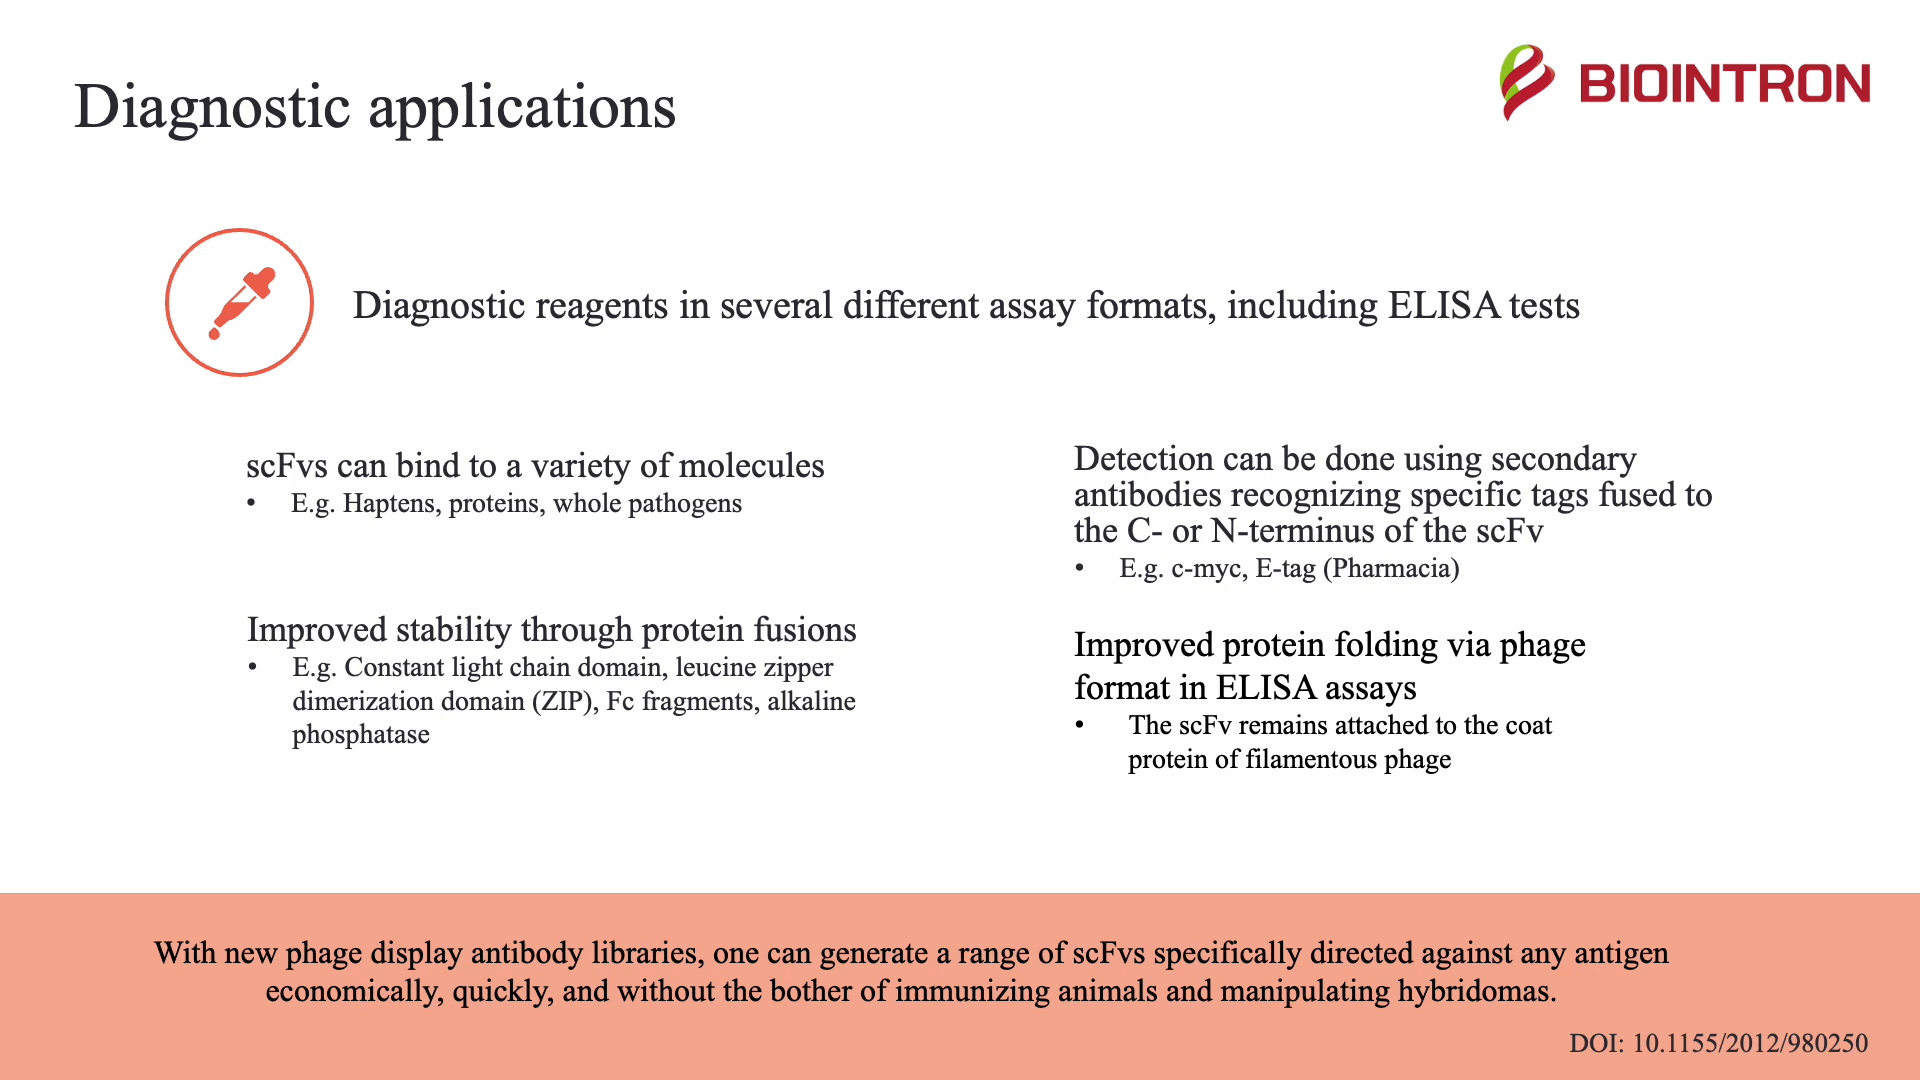 Diagnostic applications
BIOINTRON
Diagnostic reagents in several different assay formats, including ELISA tests
scFvs can bind to a variety of molecules
• E.g. Haptens, proteins, whole pathogens
Improved stability through protein fusions
• E.g. Constant light chain domain, leucine zipper
dimerization domain (ZIP), Fc fragments, alkaline
phosphatase
Detection can be done using secondary
antibodies recognizing specific tags fused to
the C- or N-terminus of the scFv
• E.g. c-myc, E-tag (Pharmacia)
Improved protein folding via phage
format in ELISA assays
• The scFv remains attached to the coat
protein of filamentous phage
With new phage display antibody libraries, one can generate a range of scFvs specifically directed against any antigen
economically, quickly, and without the bother of immunizing animals and manipulating hybridomas.
DOI: 10.1155/2012/980250